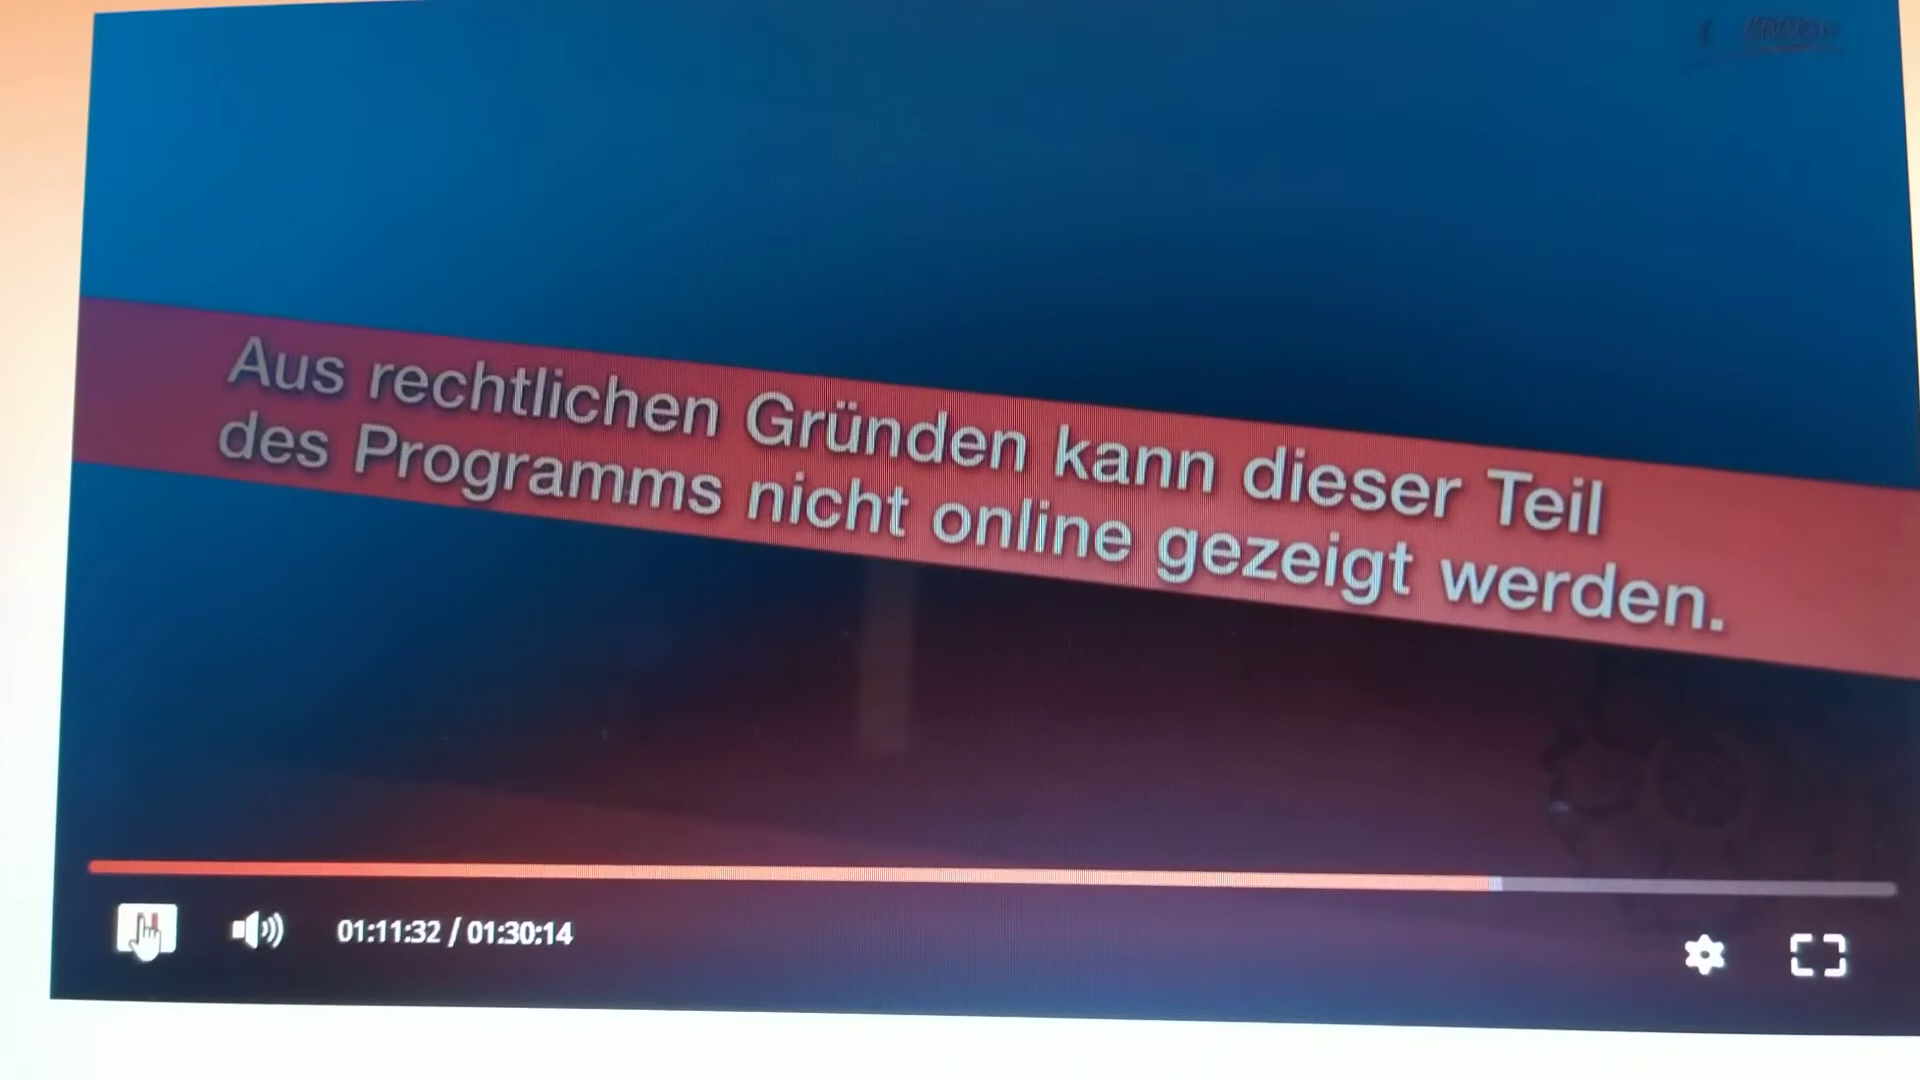 Aus rechtlichen Gründen kann dieser Teil
des Programms nicht online gezeigt werden.
01:11:32 / 01:30:14